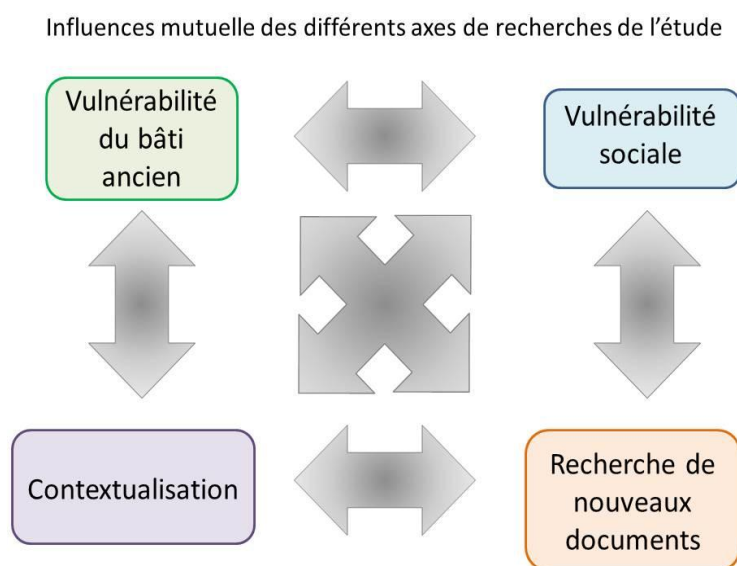 Influences mutuelle des différents axes de recherches de l’étude
Vulnérabilité
du bâti
ancien
Vulnérabilité
sociale
Contextualisation
Recherche de
nouveaux
documents